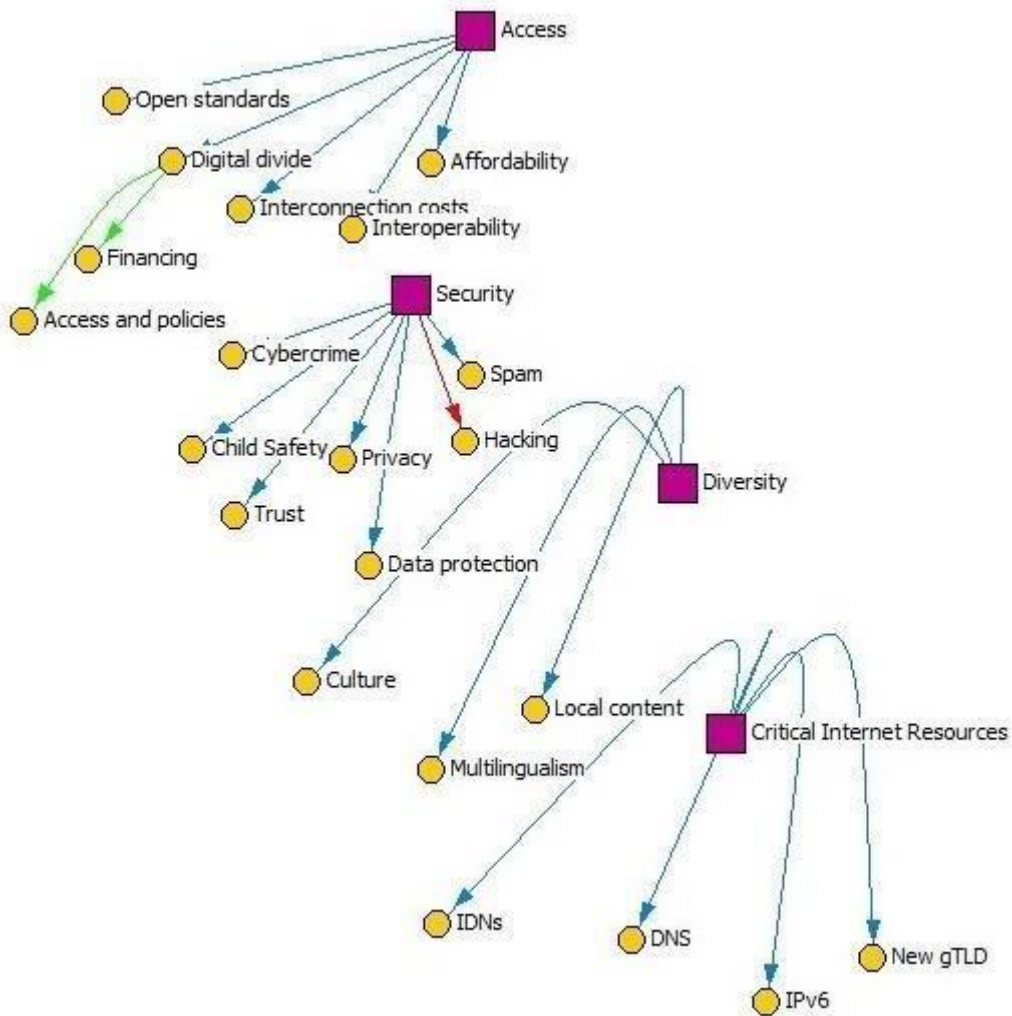 Access
Open standards
Digital divide
Affordability
Interconnection costs
Interoperability
Financing
Security
Access and policies
Cybercrime
Spam
Hacking
Child Safety
Privacy
Diversity
Trust
Data protection
Culture
Local content
Critical Internet Resources
Multilingualism
IDNs
DNS
New gTLD
IPv6